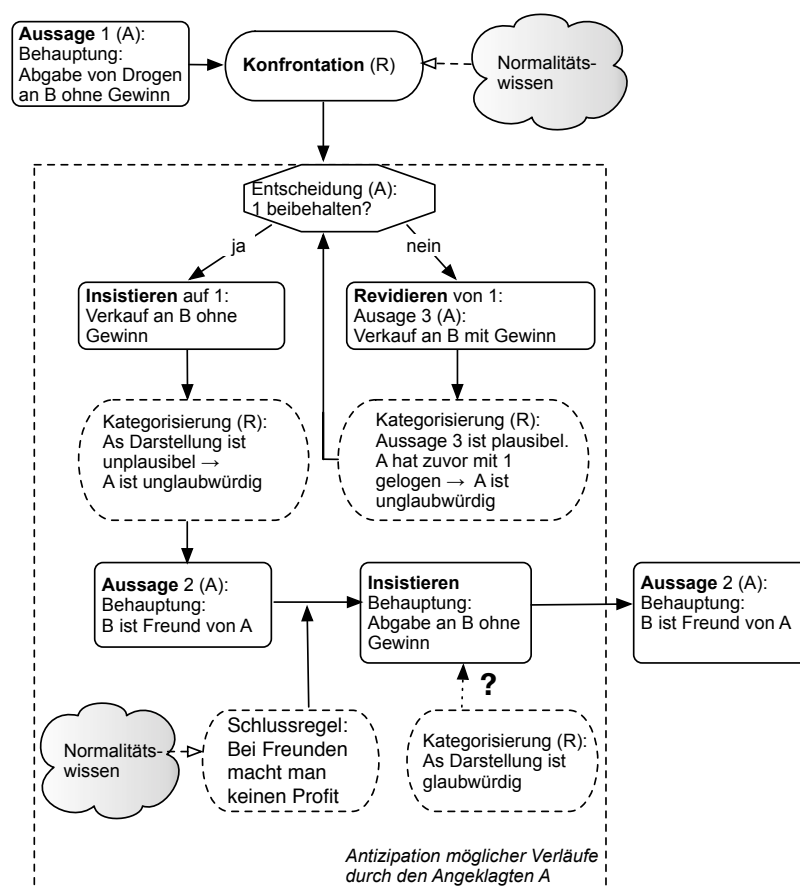 Aussage 1 (A):
Behauptung:
Abgabe von Drogen
an B ohne Gewinn
Konfrontation (R)
Normalitäts-
wissen
Entscheidung (A):
1 beibehalten?
ja
nein
Insistieren auf 1:
Verkauf an B ohne
Gewinn
Revidieren von 1:
Ausage 3 (A):
Verkauf an B mit Gewinn
Kategorisierung (R):
As Darstellung ist
unplausibel →
A ist unglaubwürdig
Kategorisierung (R):
Aussage 3 ist plausibel.
A hat zuvor mit 1
gelogen → A ist
unglaubwürdig
Aussage 2 (A):
Behauptung:
B ist Freund von A
Insistieren
Behauptung:
Abgabe an B ohne
Gewinn
Aussage 2 (A):
Behauptung:
B ist Freund von A
?
Normalitäts-
wissen
Schlussregel:
Bei Freunden
macht man
keinen Profit
Kategorisierung (R):
As Darstellung ist
glaubwürdig
Antizipation möglicher Verläufe
durch den Angeklagten A